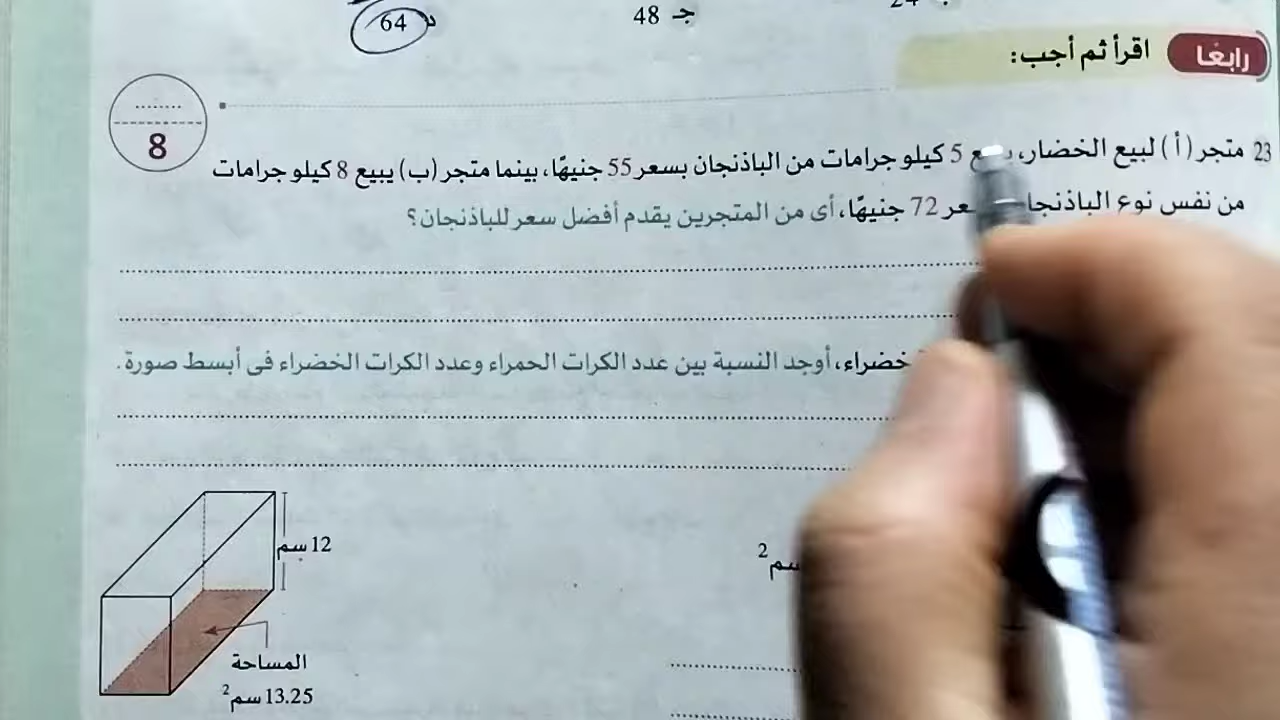 جـ 48
د 64
رابعًا اقرأ ثم أجب:
8
23 متجر (أ) لبيع الخضار، 5 كيلو جرامات من الباذنجان بسعر 55 جنيهًا، بينما متجر (ب) يبيع 8 كيلو جرامات
من نفس نوع 72 جنيهًا، أى من المتجرين يقدم أفضل سعر للباذنجان؟
خضراء، أوجد النسبة بين عدد الكرات الحمراء وعدد الكرات الخضراء فى أبسط صورة.
12 سم
سم2
المساحة
13.25 سم2